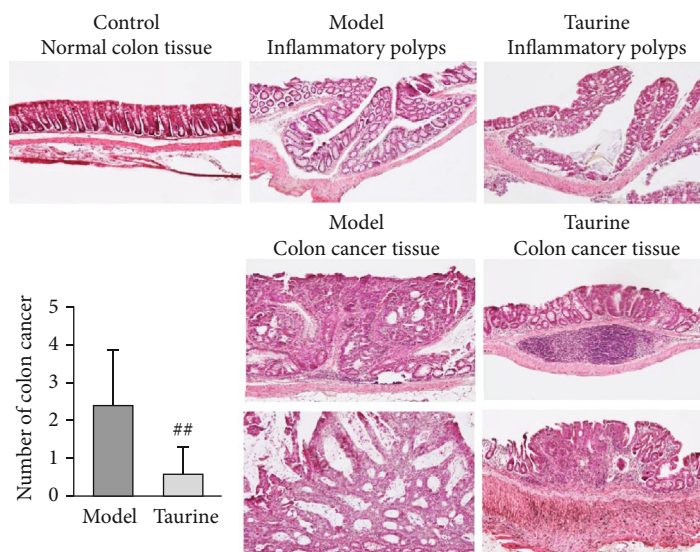 Control
Normal colon tissue
Model
Inflammatory polyps
Taurine
Inflammatory polyps
Model
Colon cancer tissue
Taurine
Colon cancer tissue
Number of colon cancer
5
4
3
2
1
0
##
Model
Taurine